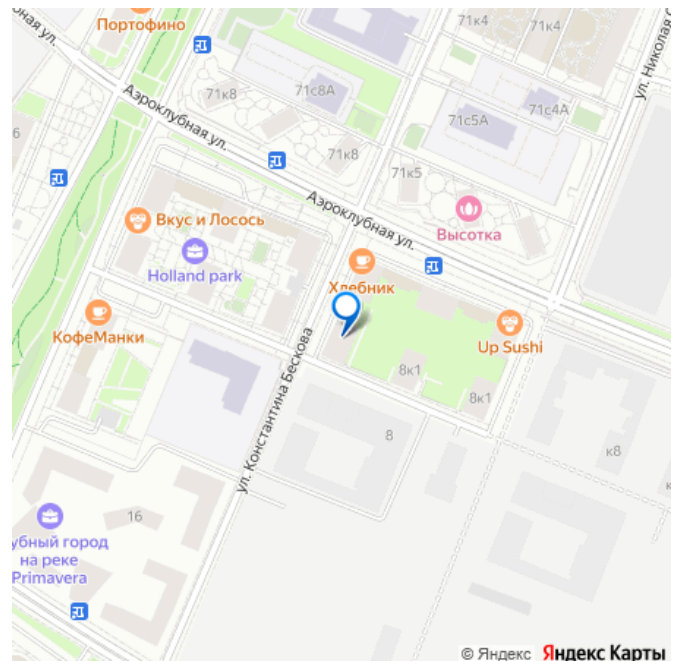 Портофино
ная ул.
71к4
71к4
ул. Николая С
Аэроклубная ул.
71к8
71с8А
71с4А
71с5А
71к8
71к5
6
Аэроклубная ул.
Высотка
Вкус и Лосось
Holland park
Хлебник
КофеМанки
Up Sushi
8к1
8к1
ул. Константина Бескова
8
к8
к
16
убный город
на реке
Primavera
© Яндекс Яндекс Карты